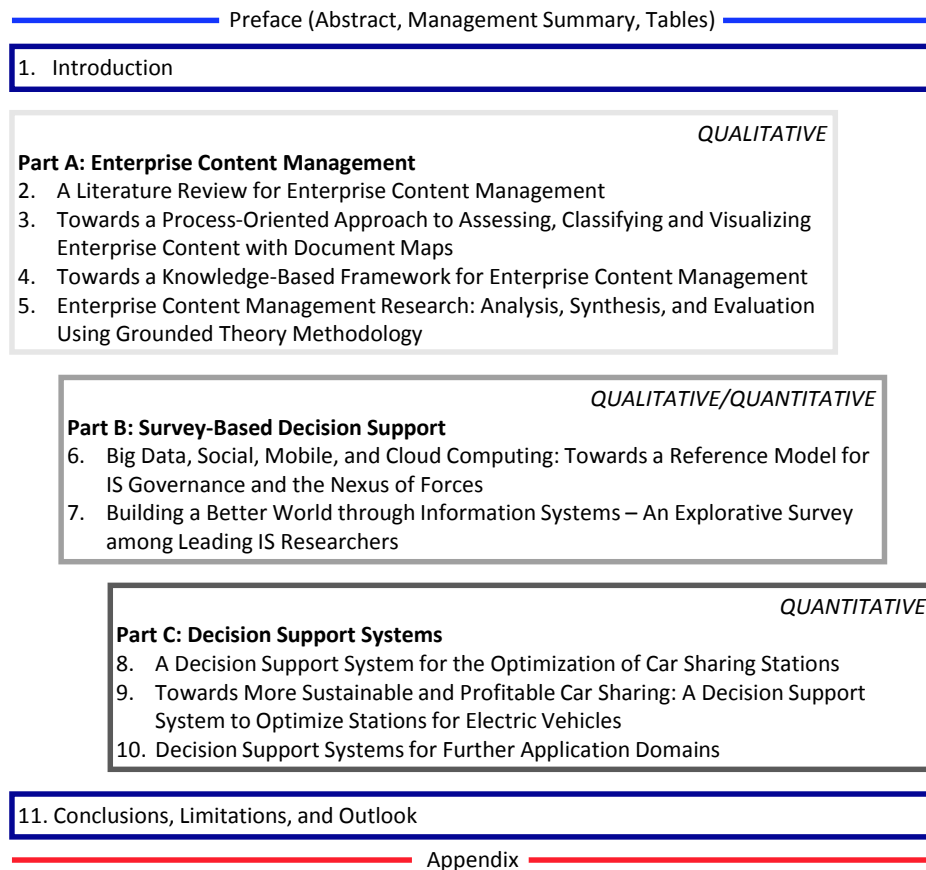 Preface (Abstract, Management Summary, Tables)
1. Introduction
QUALITATIVE
Part A: Enterprise Content Management
2. A Literature Review for Enterprise Content Management
3. Towards a Process-Oriented Approach to Assessing, Classifying and Visualizing
Enterprise Content with Document Maps
4. Towards a Knowledge-Based Framework for Enterprise Content Management
5. Enterprise Content Management Research: Analysis, Synthesis, and Evaluation
Using Grounded Theory Methodology
QUALITATIVE/QUANTITATIVE
Part B: Survey-Based Decision Support
6. Big Data, Social, Mobile, and Cloud Computing: Towards a Reference Model for
IS Governance and the Nexus of Forces
7. Building a Better World through Information Systems – An Explorative Survey
among Leading IS Researchers
QUANTITATIVE
Part C: Decision Support Systems
8. A Decision Support System for the Optimization of Car Sharing Stations
9. Towards More Sustainable and Profitable Car Sharing: A Decision Support
System to Optimize Stations for Electric Vehicles
10. Decision Support Systems for Further Application Domains
11. Conclusions, Limitations, and Outlook
Appendix